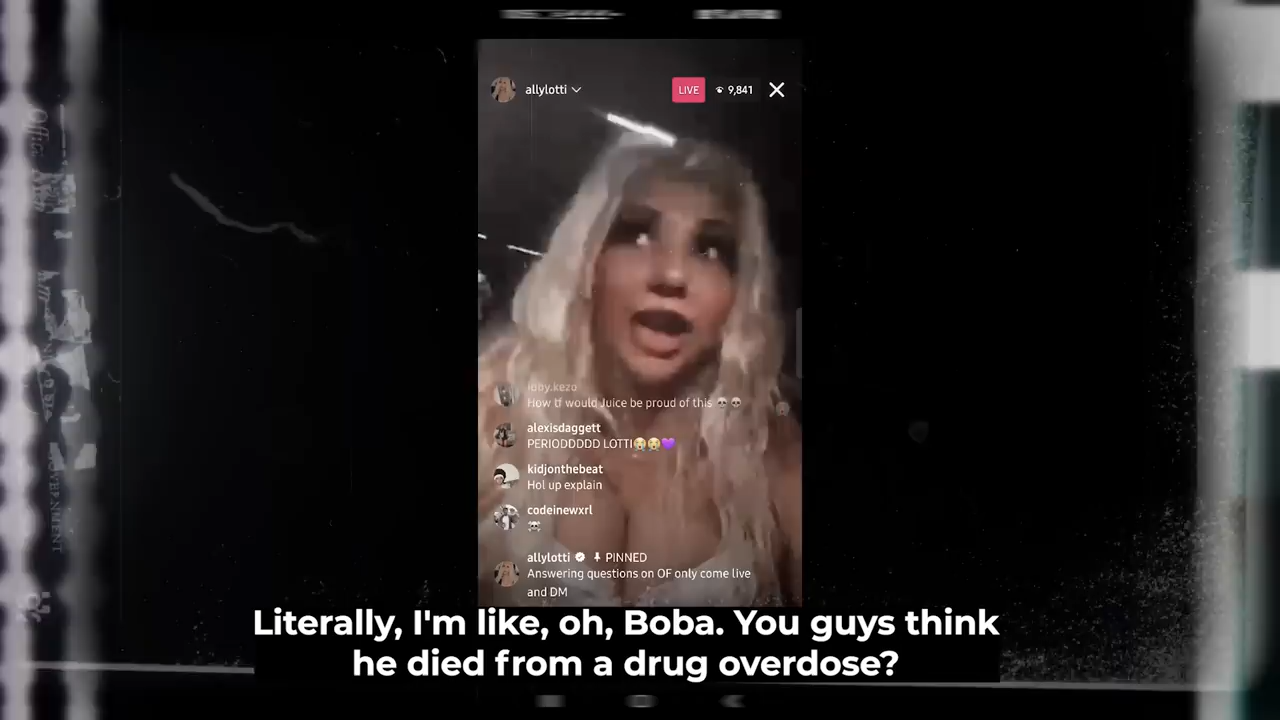 allylotti
LIVE
9,841
ibby.kezo
How tf would Juice be proud of this 💀💀
alexisdaggett
PERIODDDDD LOTTI😭😭💜
kidjonthebeat
Hol up explain
codeinewxrl
☠️
allylotti PINNED
Answering questions on OF only come live
and DM
Literally, I'm like, oh, Boba. You guys think
he died from a drug overdose?